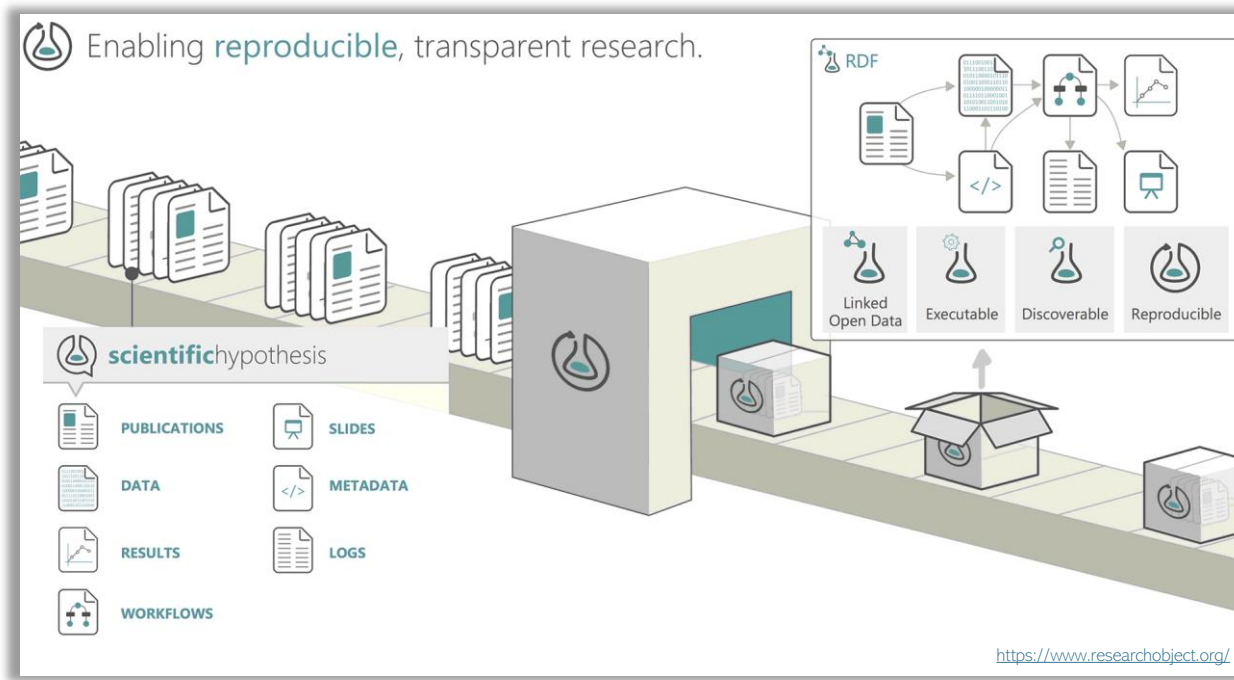 Enabling reproducible, transparent research.
RDF
</>
Linked
Open Data
Executable
Discoverable
Reproducible
scientifichypothesis
PUBLICATIONS
SLIDES
DATA
</>
METADATA
RESULTS
LOGS
WORKFLOWS
https://www.researchobject.org/